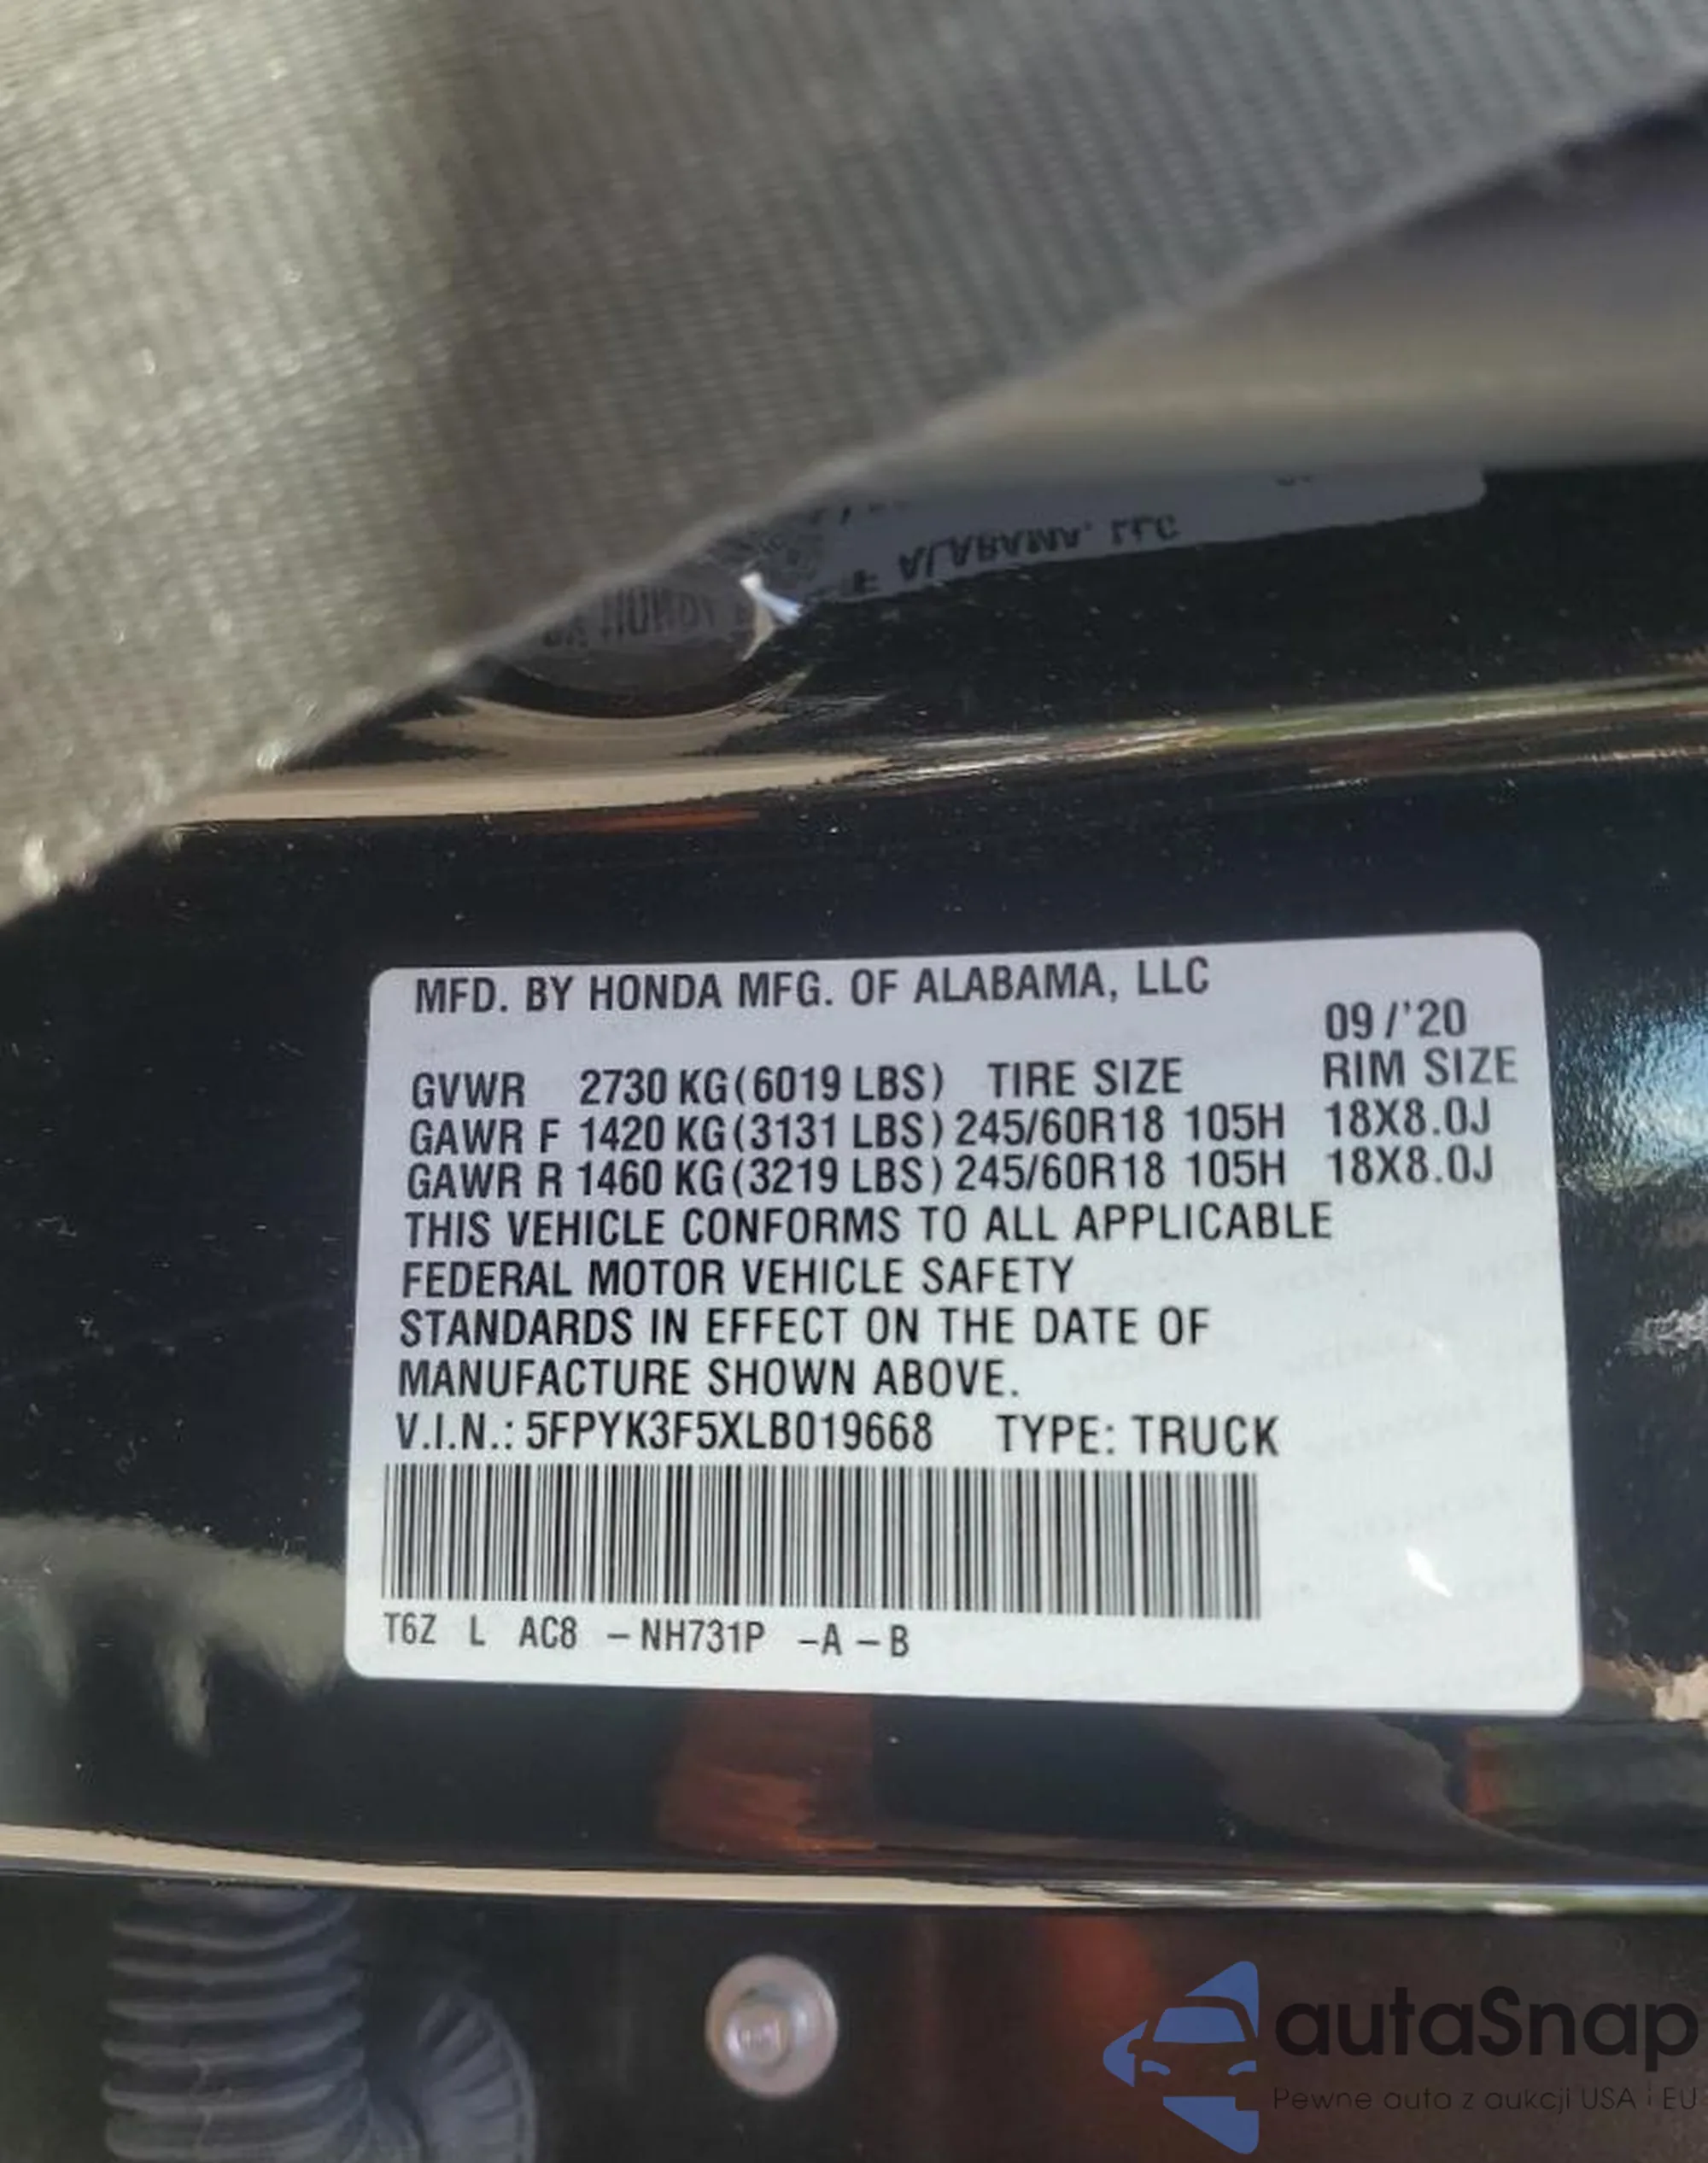 ALABAMA, LLC
MFD. BY HONDA MFG. OF ALABAMA, LLC
09/'20
GVWR 2730 KG(6019 LBS) TIRE SIZE RIM SIZE
GAWR F 1420 KG(3131 LBS) 245/60R18 105H 18X8.0J
GAWR R 1460 KG(3219 LBS) 245/60R18 105H 18X8.0J
THIS VEHICLE CONFORMS TO ALL APPLICABLE
FEDERAL MOTOR VEHICLE SAFETY
STANDARDS IN EFFECT ON THE DATE OF
MANUFACTURE SHOWN ABOVE.
V.I.N.: 5FPYK3F5XLB019668 TYPE: TRUCK
T6Z L AC8 -NH731P -A -B
autaSnap
Pewne auta z aukcji USA i EU